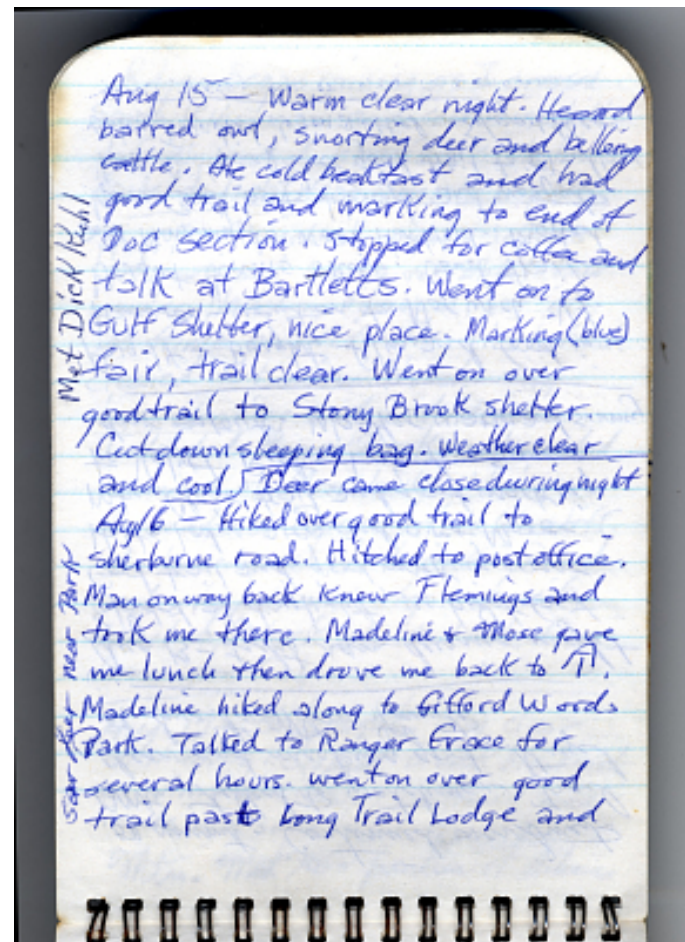 Aug 15 — Warm clear night. Heard
barred owl, snorting deer and bellering
cattle. Ate cold breakfast and had
good trail and marking to end of
DOC section. Stopped for coffee and
talk at Bartletts. Went on to
Gulf Shelter, nice place. Marking (blue)
fair, trail clear. Went on over
good trail to Stony Brook shelter.
Cut down sleeping bag. Weather clear
and cool, Deer came close during night
Aug 16 — Hiked over good trail to
sherburne road. Hitched to post office.
Man on way back knew Flemings and
took me there. Madeline & Mose gave
me lunch then drove me back to AT.
Madeline hiked along to Gifford Woods
Park. Talked to Ranger Grace for
several hours. went on over good
trail past Long Trail Lodge and
Met Dick Ruhl
Saw deer near Park